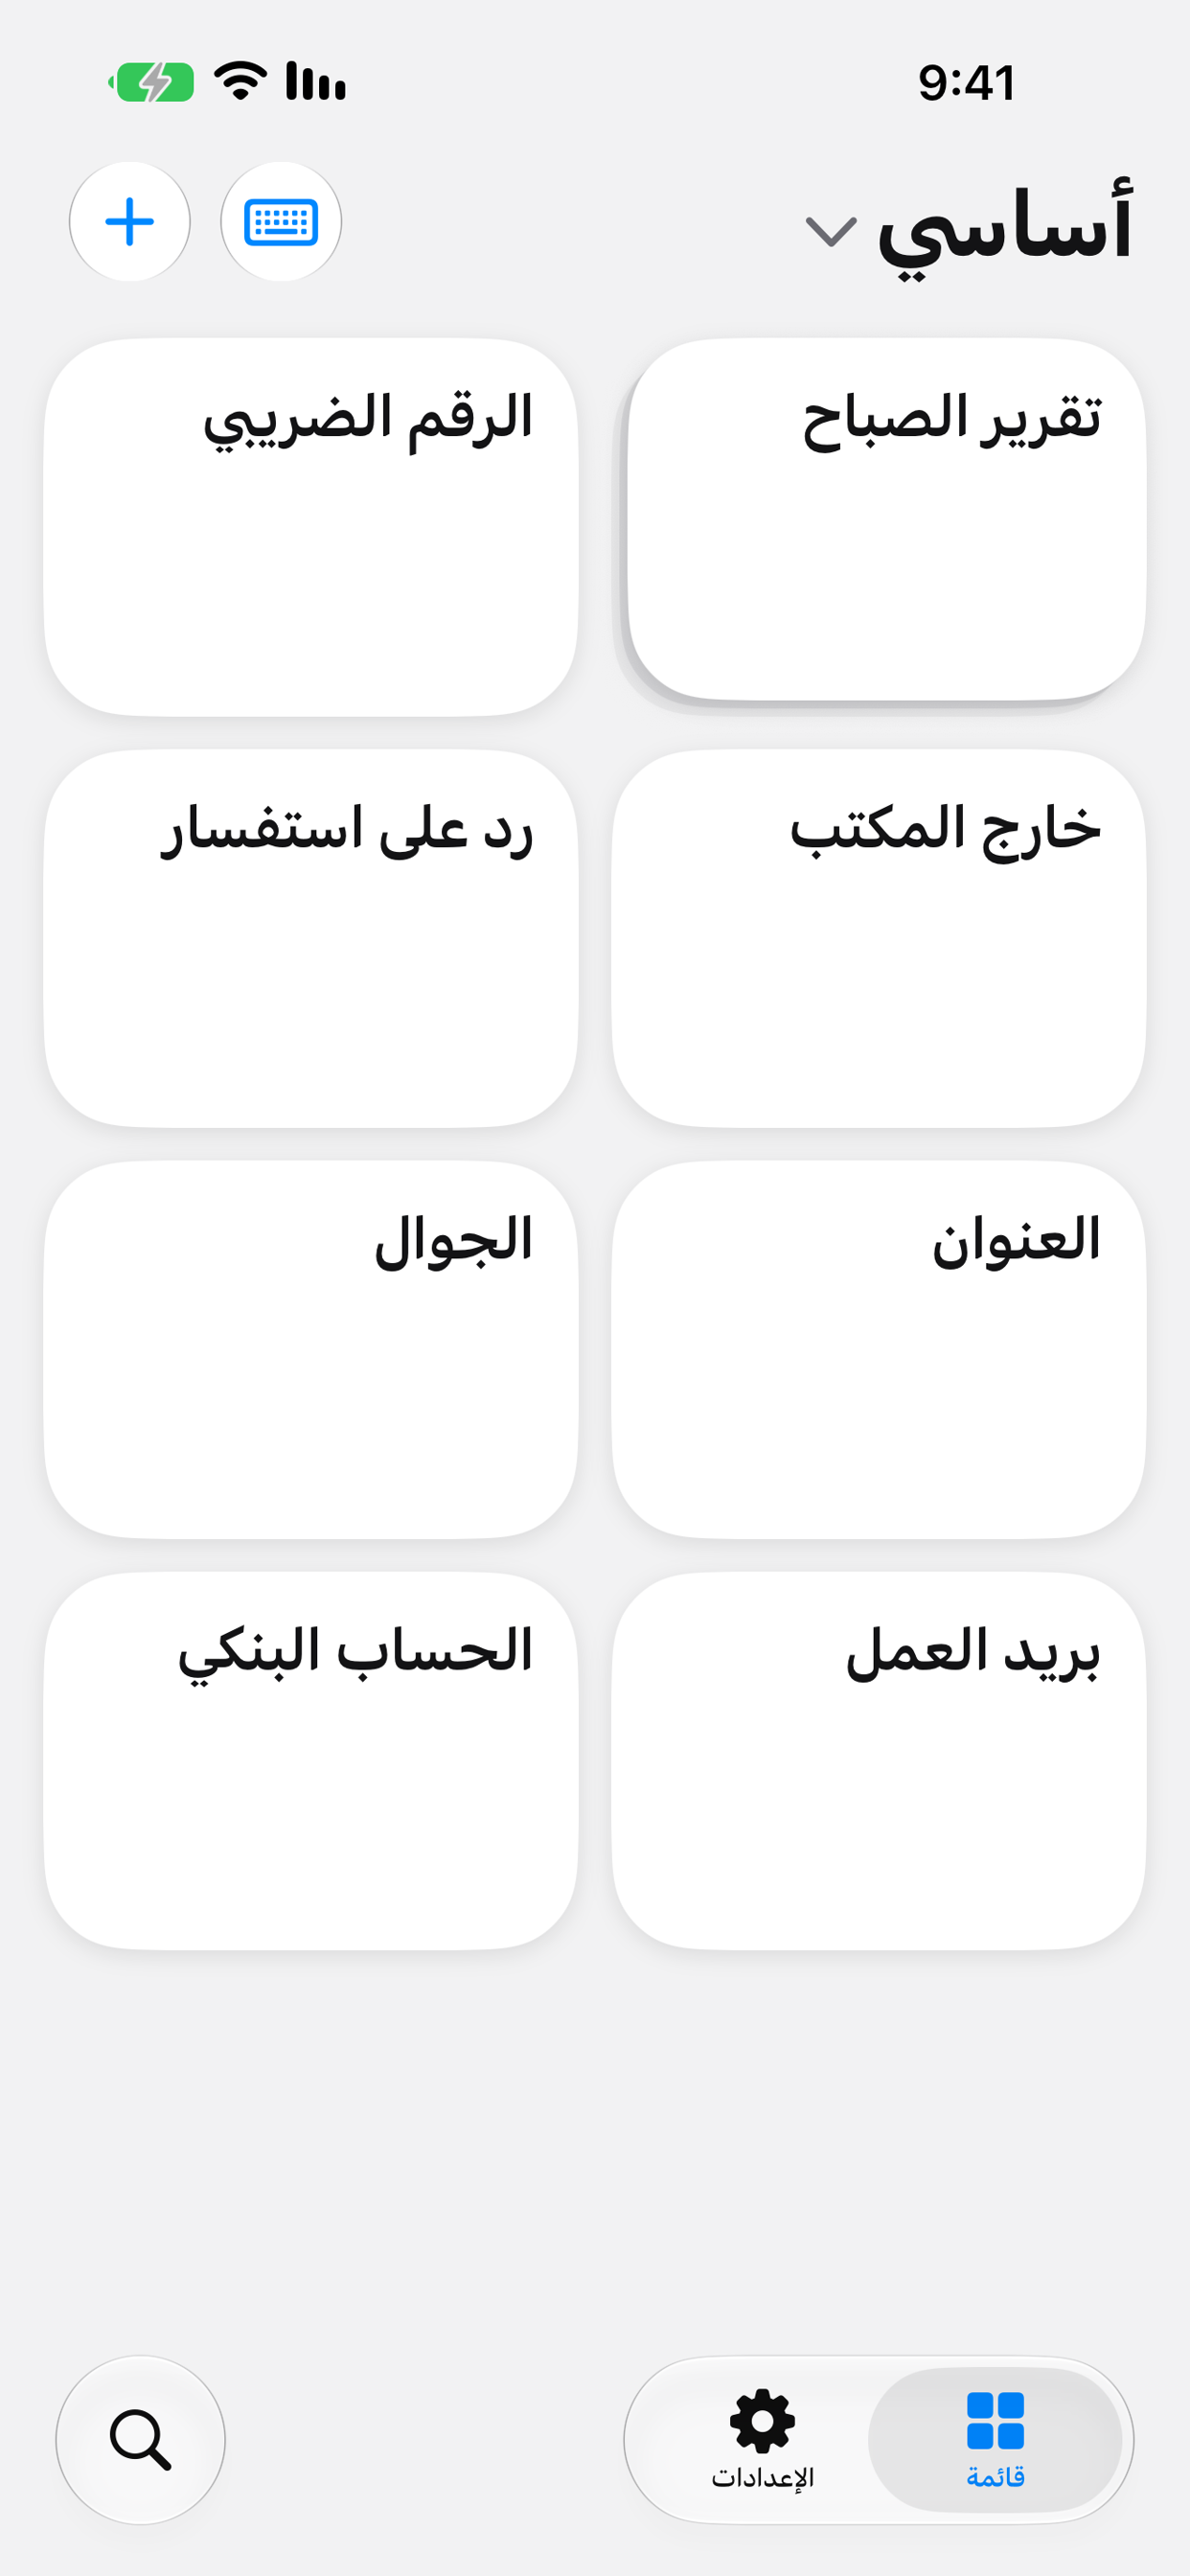 9:41
أساسي
تقرير الصباح
الرقم الضريبي
خارج المكتب
رد على استفسار
العنوان
الجوال
بريد العمل
الحساب البنكي
قائمة
الإعدادات